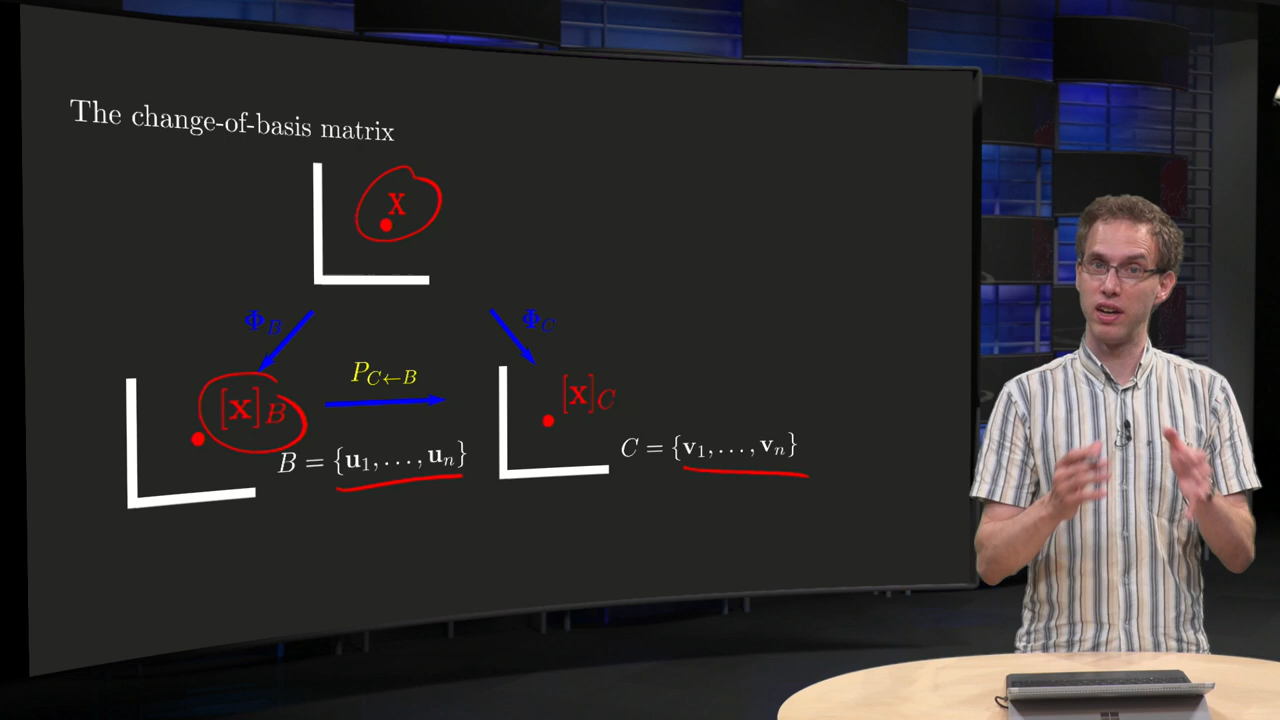 The change-of-basis matrix
x
Φ_B
Φ_C
P_{C←B}
[x]_B
[x]_C
B = {u_1, ..., u_n}
C = {v_1, ..., v_n}